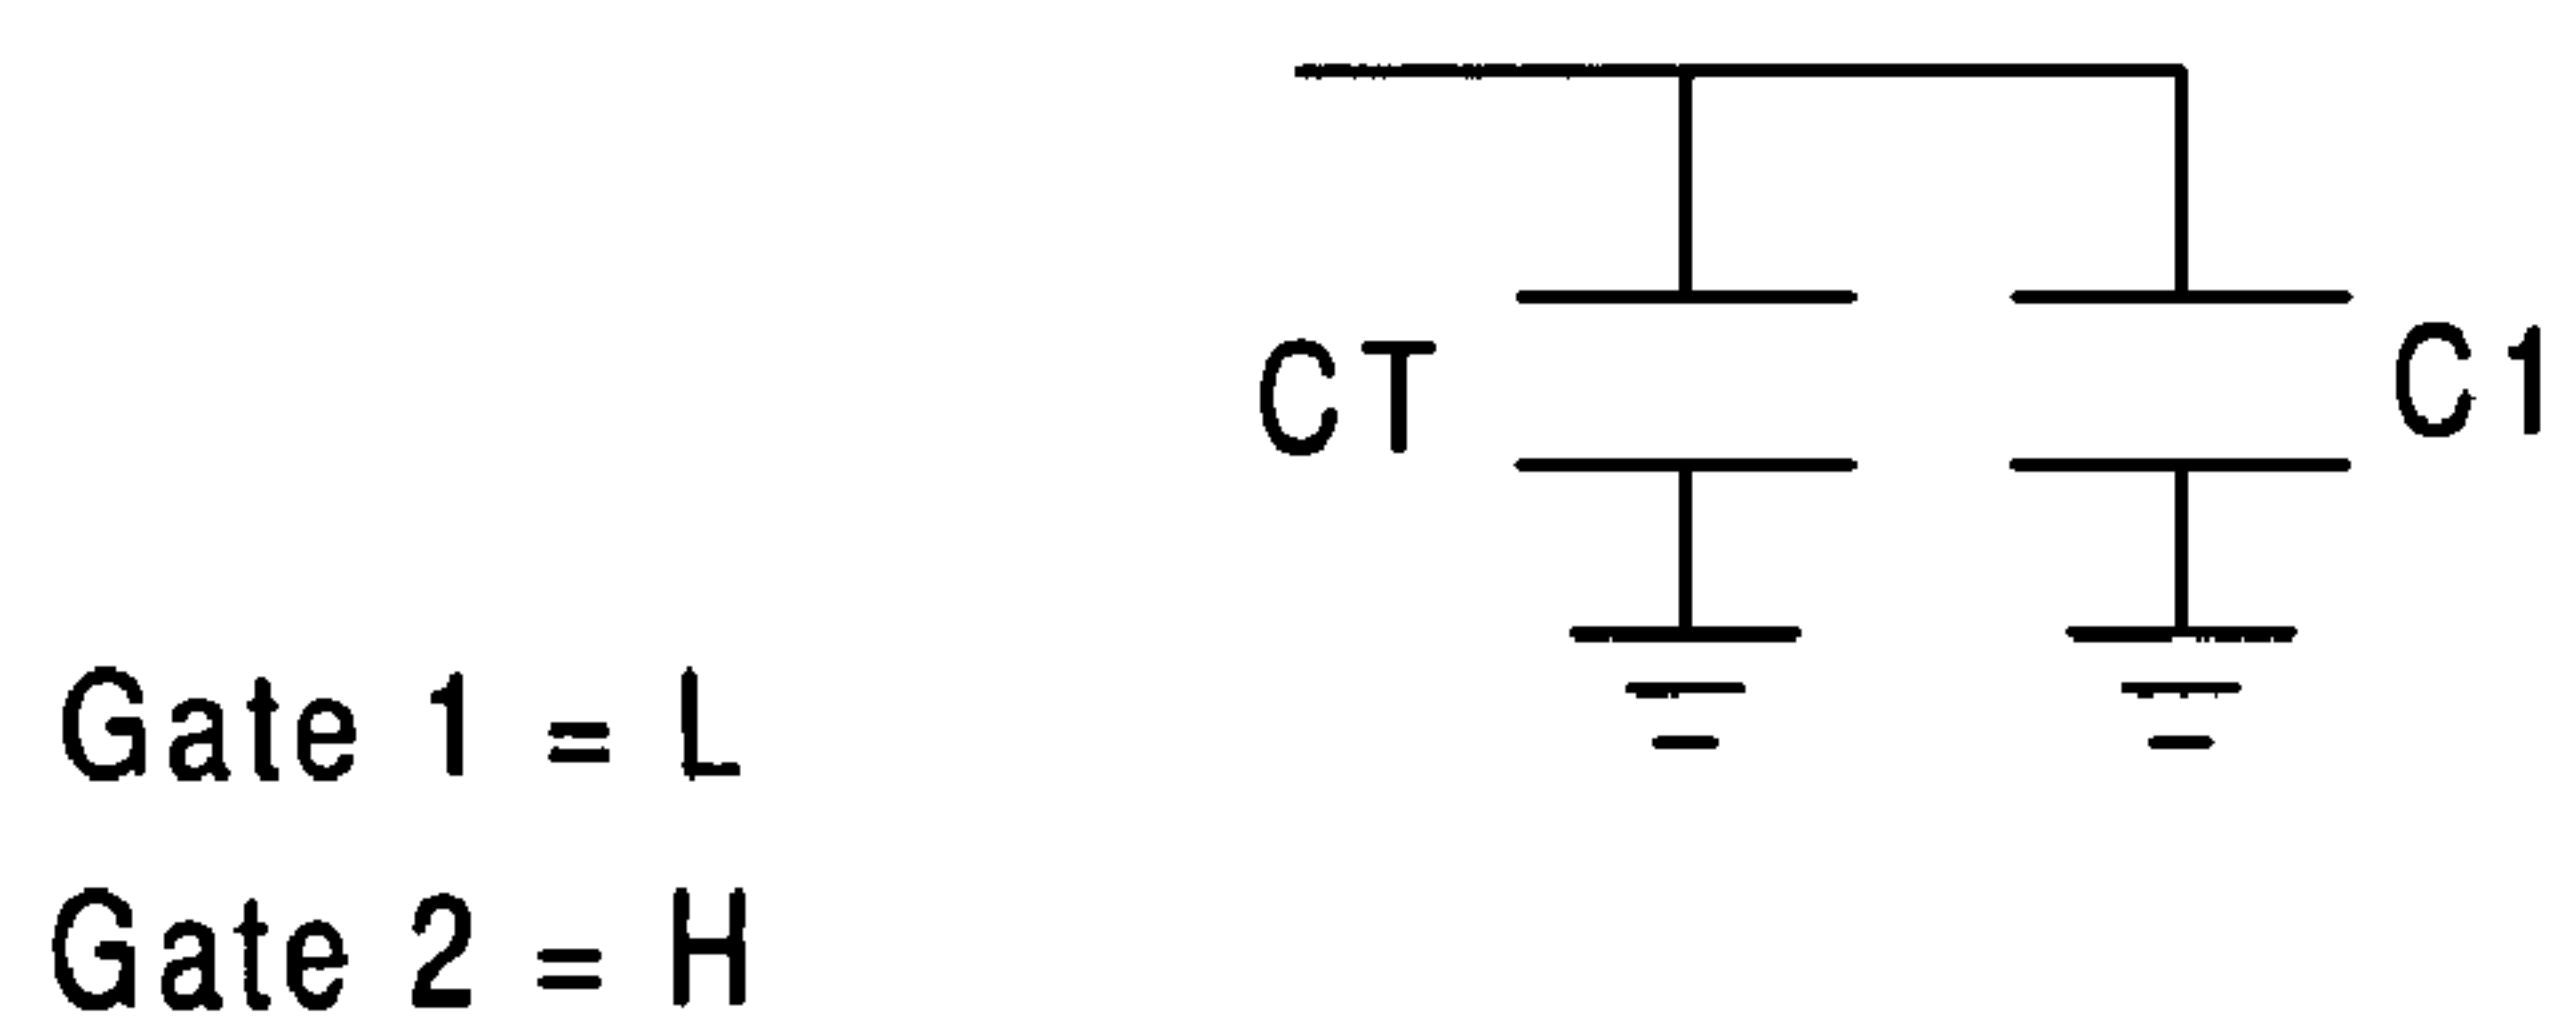 CT
C1
Gate 1 = L
Gate 2 = H